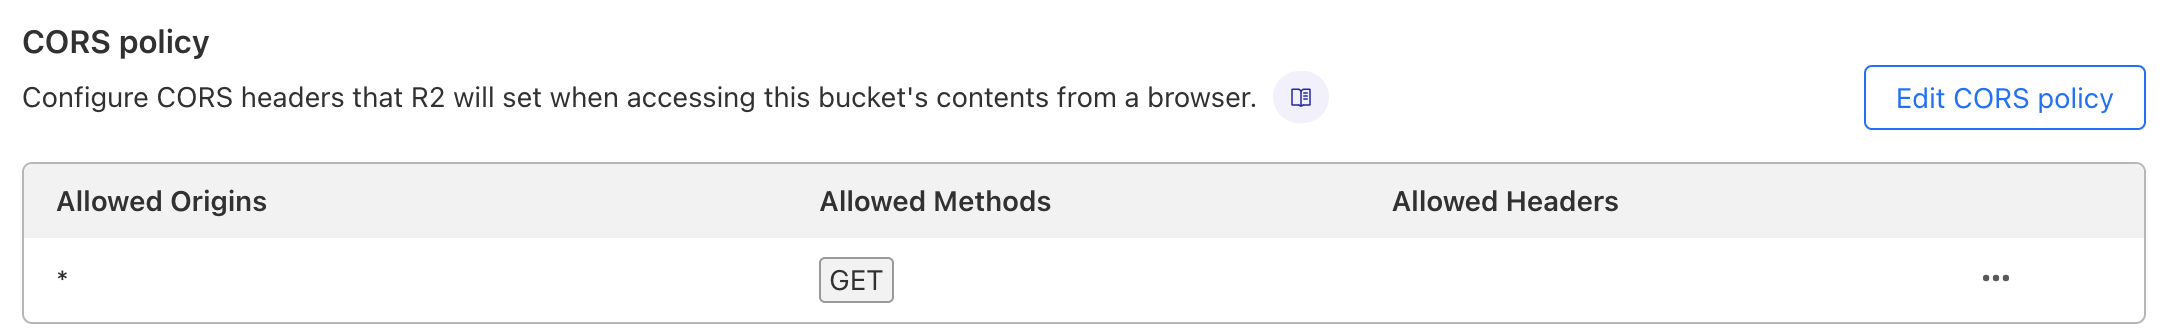 CORS policy
Configure CORS headers that R2 will set when accessing this bucket's contents from a browser.
Edit CORS policy
Allowed Origins Allowed Methods Allowed Headers
* GET